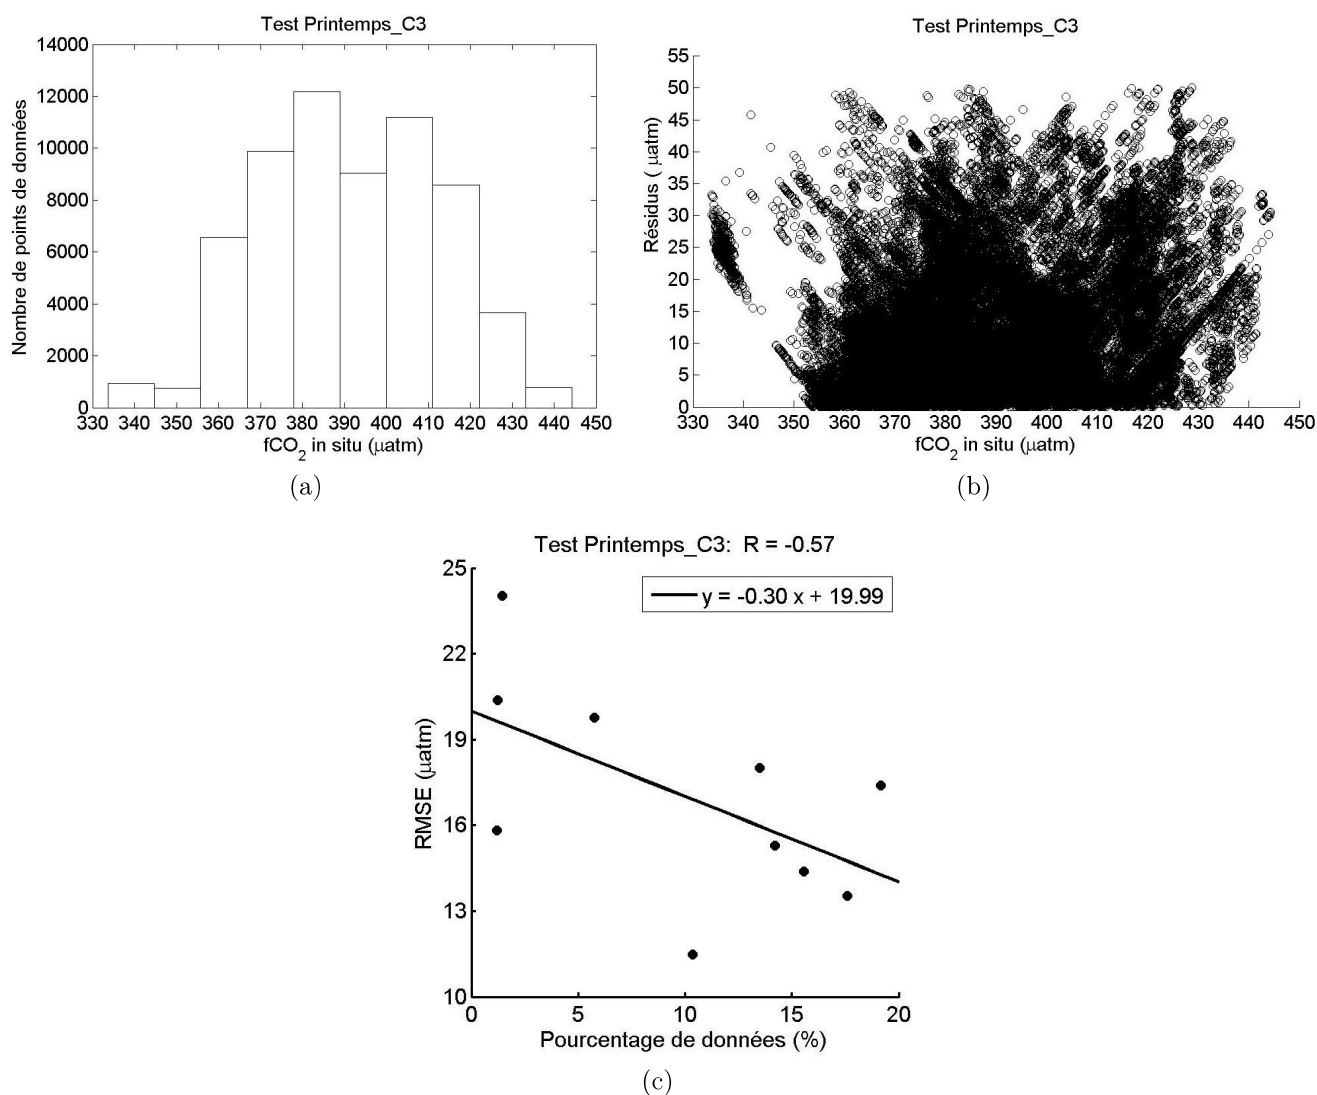 Test Printemps_C3
14000
12000
10000
8000
6000
4000
2000
0
Nombre de points de données
330 340 350 360 370 380 390 400 410 420 430 440 450
fCO2 in situ (µatm)
(a)
Test Printemps_C3
55
50
45
40
35
30
25
20
15
10
5
0
Résidus ( µatm)
330 340 350 360 370 380 390 400 410 420 430 440 450
fCO2 in situ (µatm)
(b)
Test Printemps_C3: R = -0.57
y = -0.30 x + 19.99
25
22
19
16
13
10
RMSE (µatm)
0 5 10 15 20
Pourcentage de données (%)
(c)